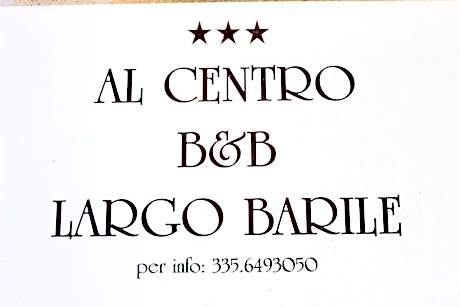 ★★★
AL CENTRO
B&B
LARGO BARILE
per info: 335.6493050